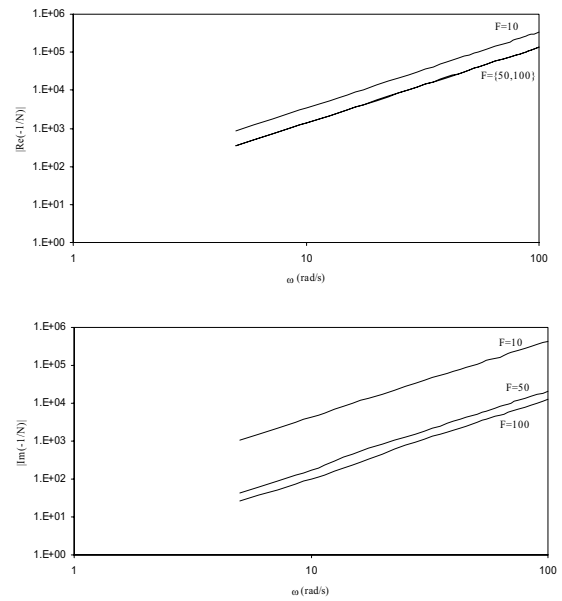 1.E+06
F=10
1.E+05
F={50,100}
1.E+04
|Re(-1/N)|
1.E+03
1.E+02
1.E+01
1.E+00
1
10
100
ω (rad/s)
1.E+06
F=10
1.E+05
F=50
1.E+04
F=100
|Im(-1/N)|
1.E+03
1.E+02
1.E+01
1.E+00
1
10
100
ω (rad/s)